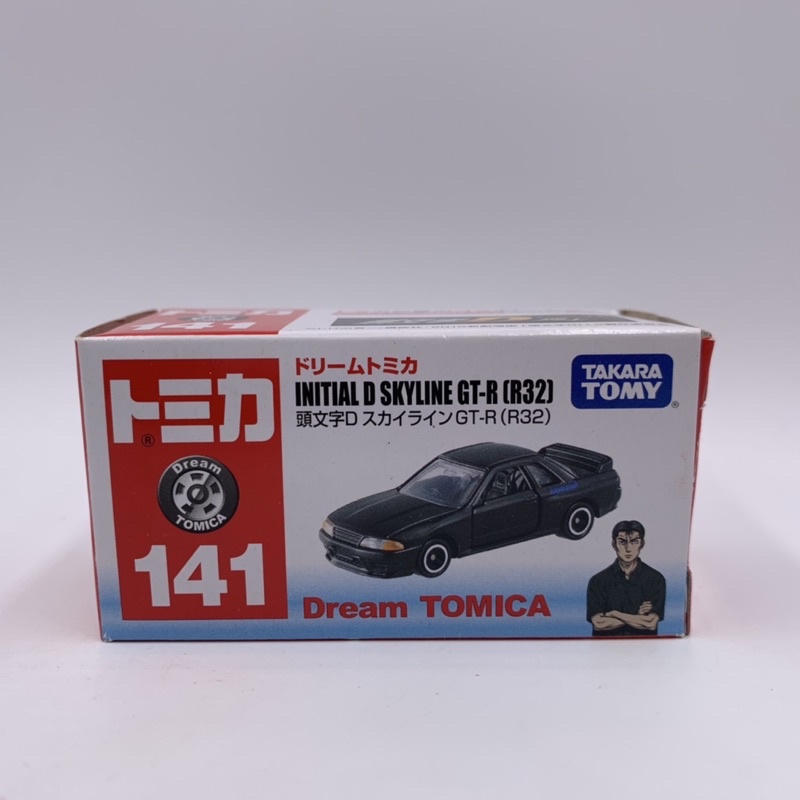 トミカ
®
Dream
TOMICA
141
ドリームトミカ
INITIAL D SKYLINE GT-R (R32)
頭文字D スカイラインGT-R (R32)
TAKARA
TOMY®
Dream TOMICA
141